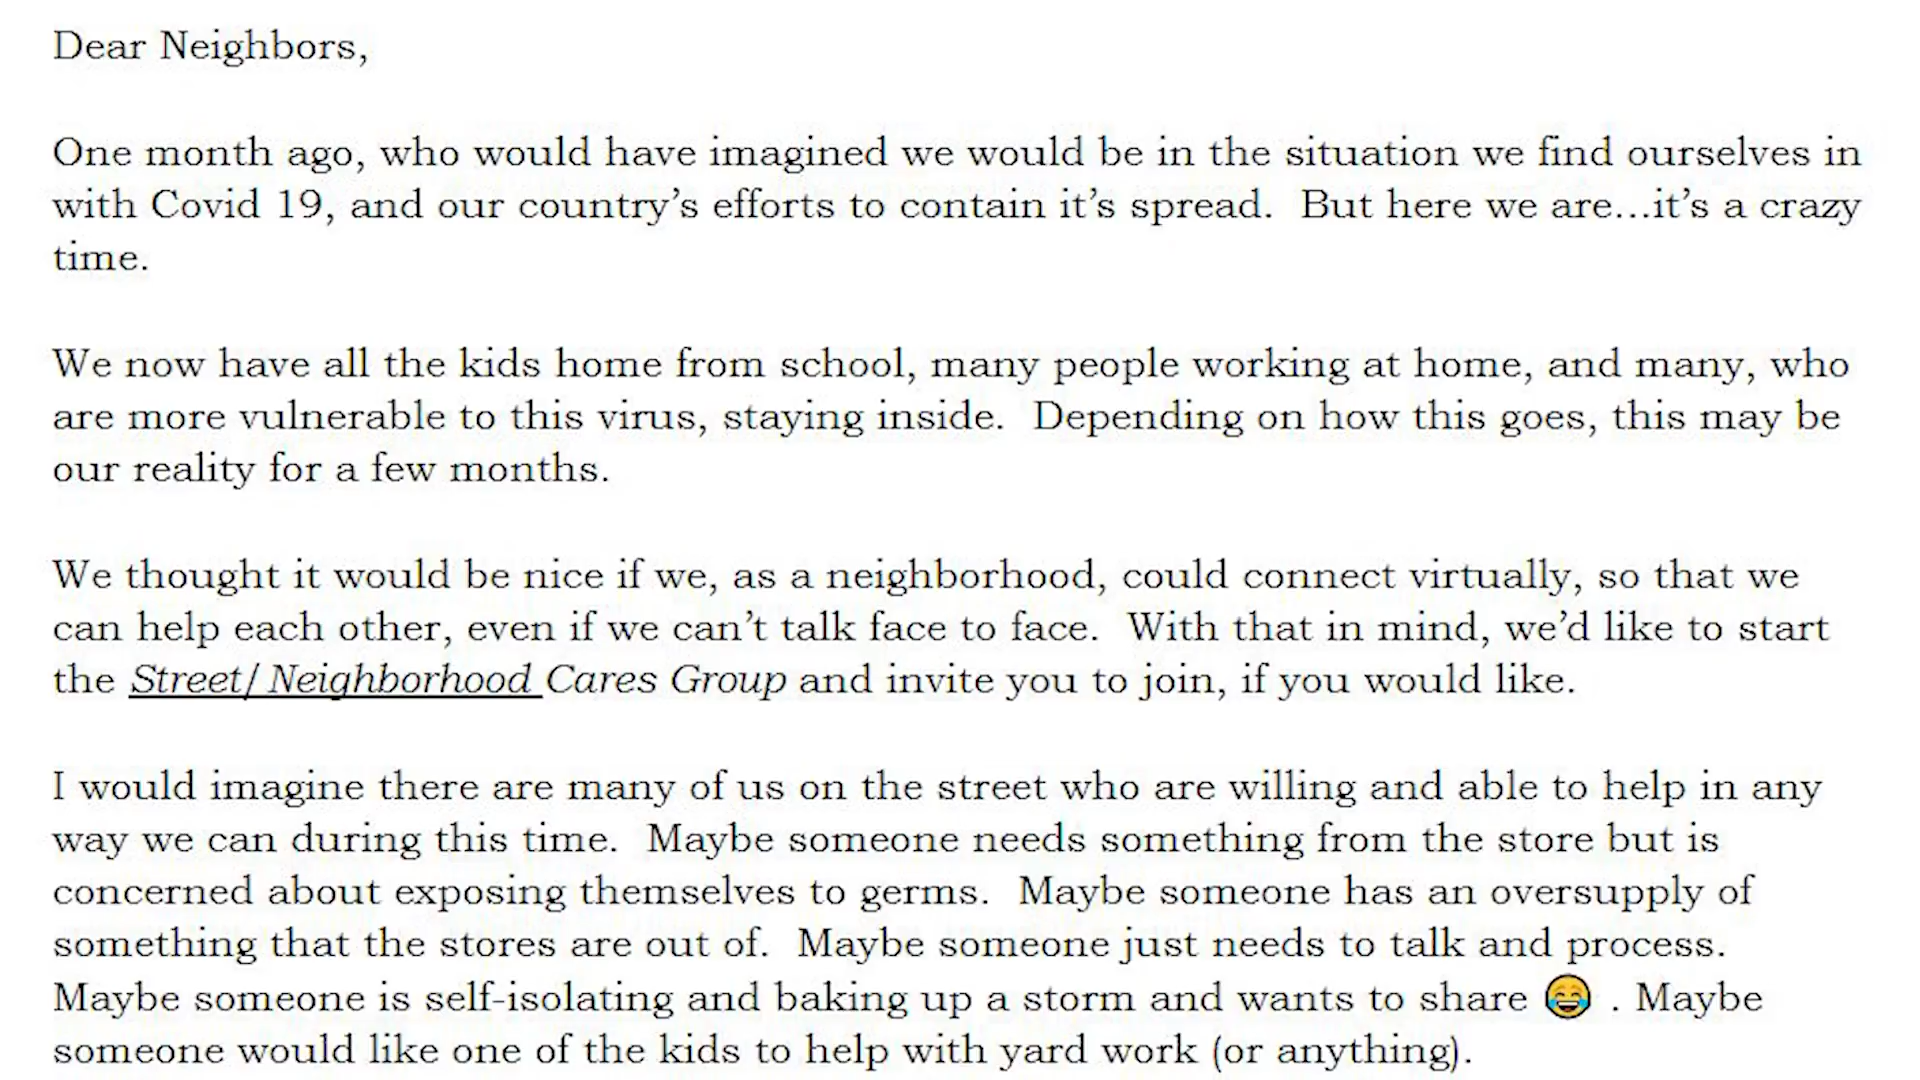 Dear Neighbors,
One month ago, who would have imagined we would be in the situation we find ourselves in
with Covid 19, and our country’s efforts to contain it’s spread.  But here we are...it’s a crazy
time.
We now have all the kids home from school, many people working at home, and many, who
are more vulnerable to this virus, staying inside.  Depending on how this goes, this may be
our reality for a few months.
We thought it would be nice if we, as a neighborhood, could connect virtually, so that we
can help each other, even if we can’t talk face to face.  With that in mind, we’d like to start
the Street/ Neighborhood Cares Group and invite you to join, if you would like.
I would imagine there are many of us on the street who are willing and able to help in any
way we can during this time.  Maybe someone needs something from the store but is
concerned about exposing themselves to germs.  Maybe someone has an oversupply of
something that the stores are out of.  Maybe someone just needs to talk and process.
Maybe someone is self-isolating and baking up a storm and wants to share 😂 . Maybe
someone would like one of the kids to help with yard work (or anything).